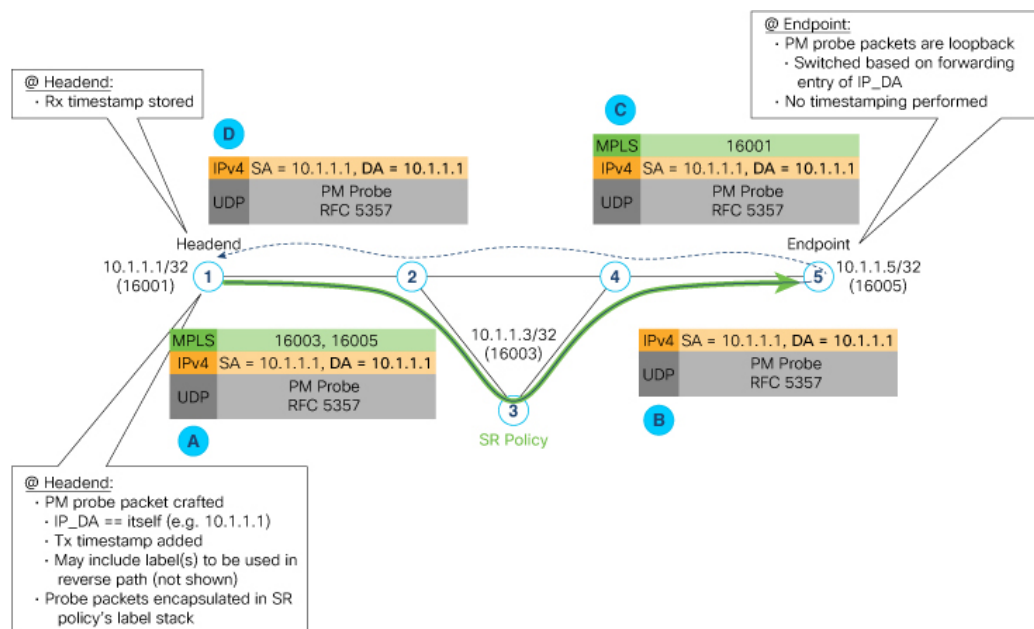 @ Endpoint:
· PM probe packets are loopback
· Switched based on forwarding
entry of IP_DA
· No timestamping performed
@ Headend:
· Rx timestamp stored
D
C
MPLS 16001
IPv4 SA = 10.1.1.1, DA = 10.1.1.1
IPv4 SA = 10.1.1.1, DA = 10.1.1.1
UDP
PM Probe
RFC 5357
UDP
PM Probe
RFC 5357
Headend
Endpoint
10.1.1.1/32
(16001)
1
2
4
5
10.1.1.5/32
(16005)
10.1.1.3/32
(16003)
3
SR Policy
MPLS 16003, 16005
IPv4 SA = 10.1.1.1, DA = 10.1.1.1
UDP
PM Probe
RFC 5357
A
IPv4 SA = 10.1.1.1, DA = 10.1.1.1
UDP
PM Probe
RFC 5357
B
@ Headend:
· PM probe packet crafted
· IP_DA == itself (e.g. 10.1.1.1)
· Tx timestamp added
· May include label(s) to be used in
reverse path (not shown)
· Probe packets encapsulated in SR
policy's label stack